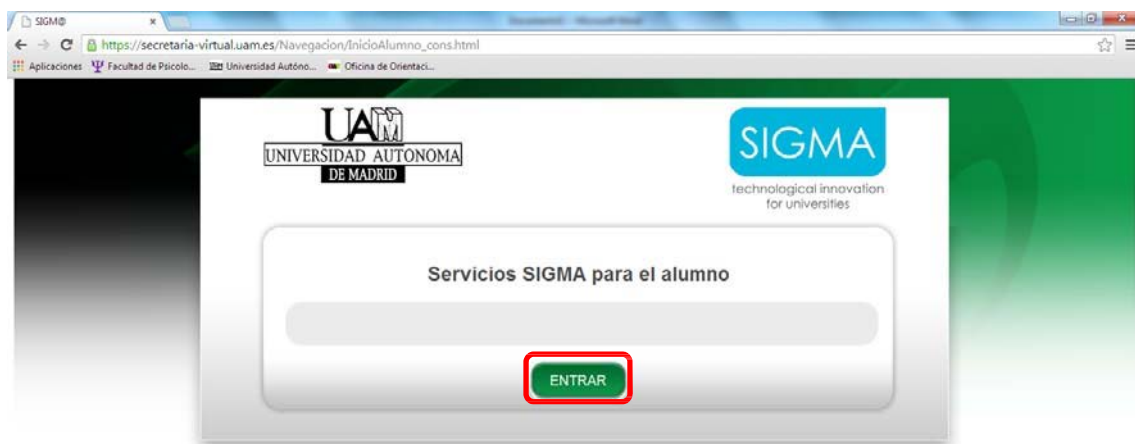 SIGM@
https://secretaria-virtual.uam.es/Navegacion/InicioAlumno_cons.html
Aplicaciones Facultad de Psicolo... Universidad Autóno... Oficina de Orientaci...
UAM
UNIVERSIDAD AUTONOMA
DE MADRID
SIGMA
technological innovation
for universities
Servicios SIGMA para el alumno
ENTRAR